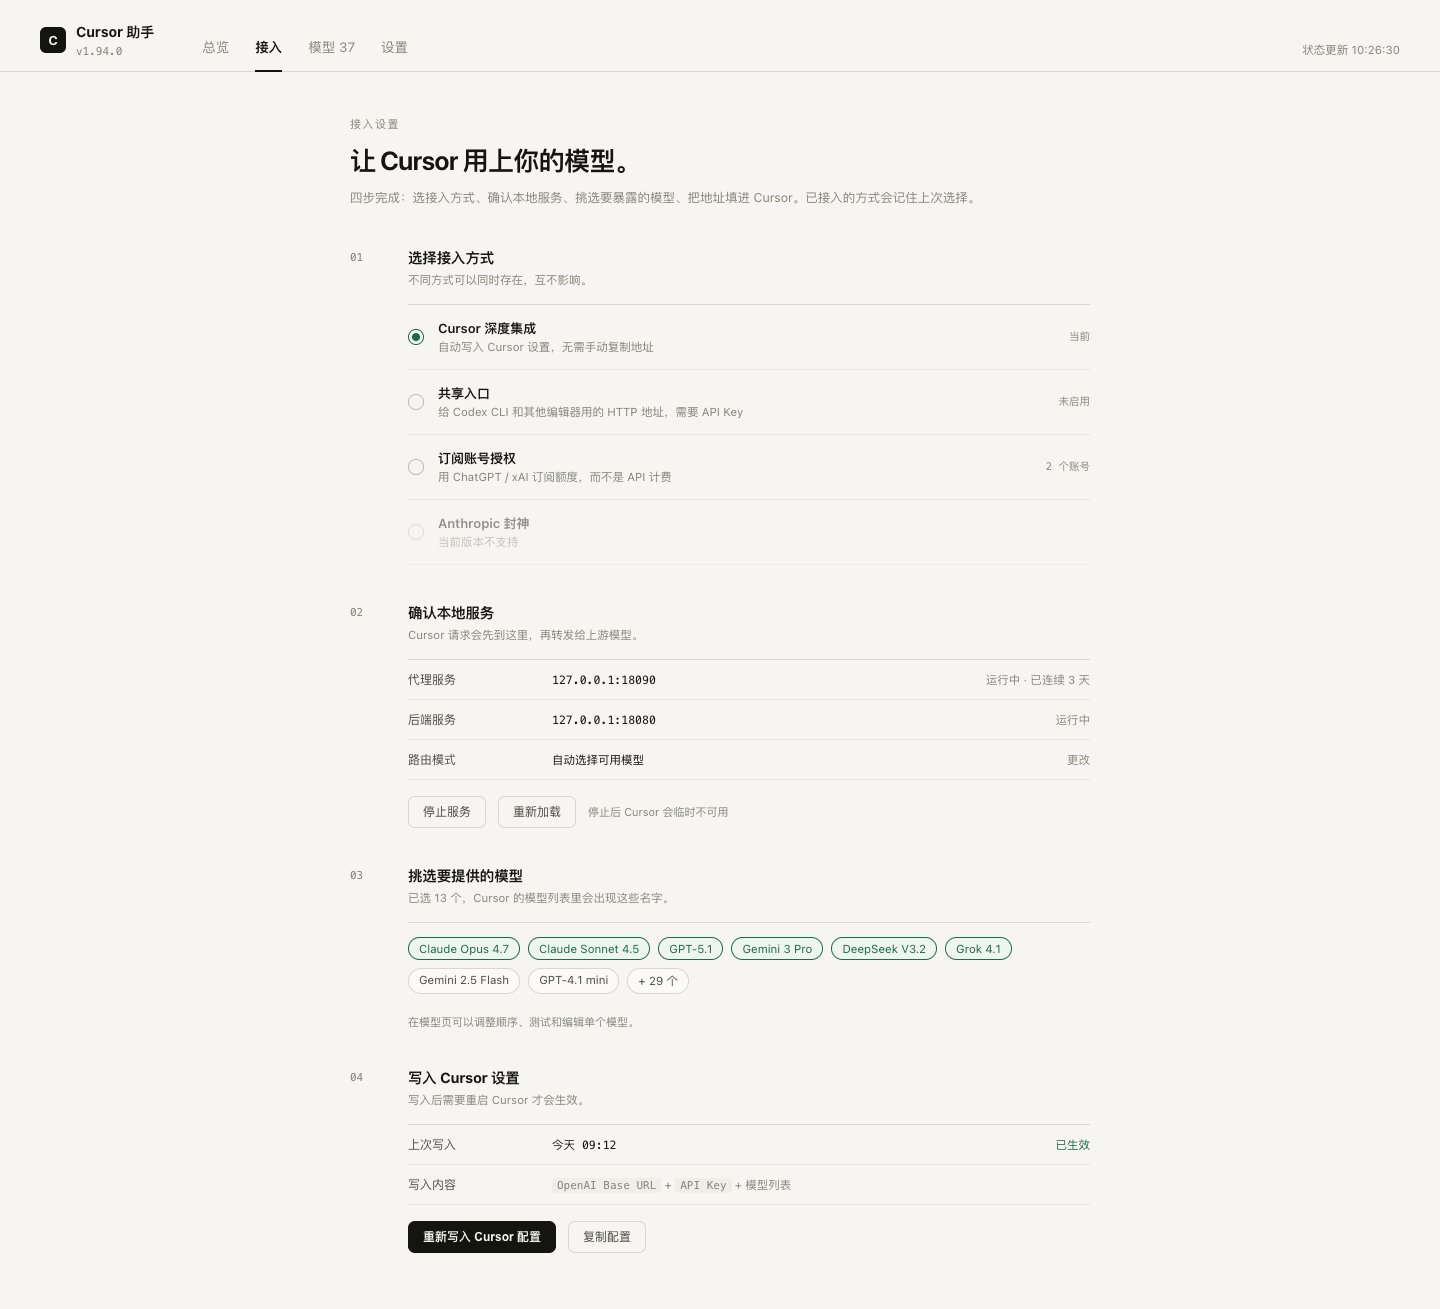 C
Cursor 助手
v1.94.0
总览
接入
模型 37
设置
状态更新 10:26:30
接入设置
让 Cursor 用上你的模型。
四步完成：选接入方式、确认本地服务、挑选要暴露的模型、把地址填进 Cursor。已接入的方式会记住上次选择。
01
选择接入方式
不同方式可以同时存在，互不影响。
Cursor 深度集成
当前
自动写入 Cursor 设置，无需手动复制地址
共享入口
未启用
给 Codex CLI 和其他编辑器用的 HTTP 地址，需要 API Key
订阅账号授权
2 个账号
用 ChatGPT / xAI 订阅额度，而不是 API 计费
Anthropic 封神
当前版本不支持
02
确认本地服务
Cursor 请求会先到这里，再转发给上游模型。
代理服务 127.0.0.1:18090 运行中 · 已连续 3 天
后端服务 127.0.0.1:18080 运行中
路由模式 自动选择可用模型 更改
停止服务 重新加载 停止后 Cursor 会临时不可用
03
挑选要提供的模型
已选 13 个，Cursor 的模型列表里会出现这些名字。
Claude Opus 4.7 Claude Sonnet 4.5 GPT-5.1 Gemini 3 Pro DeepSeek V3.2 Grok 4.1
Gemini 2.5 Flash GPT-4.1 mini + 29 个
在模型页可以调整顺序、测试和编辑单个模型。
04
写入 Cursor 设置
写入后需要重启 Cursor 才会生效。
上次写入 今天 09:12 已生效
写入内容 OpenAI Base URL + API Key + 模型列表
重新写入 Cursor 配置 复制配置